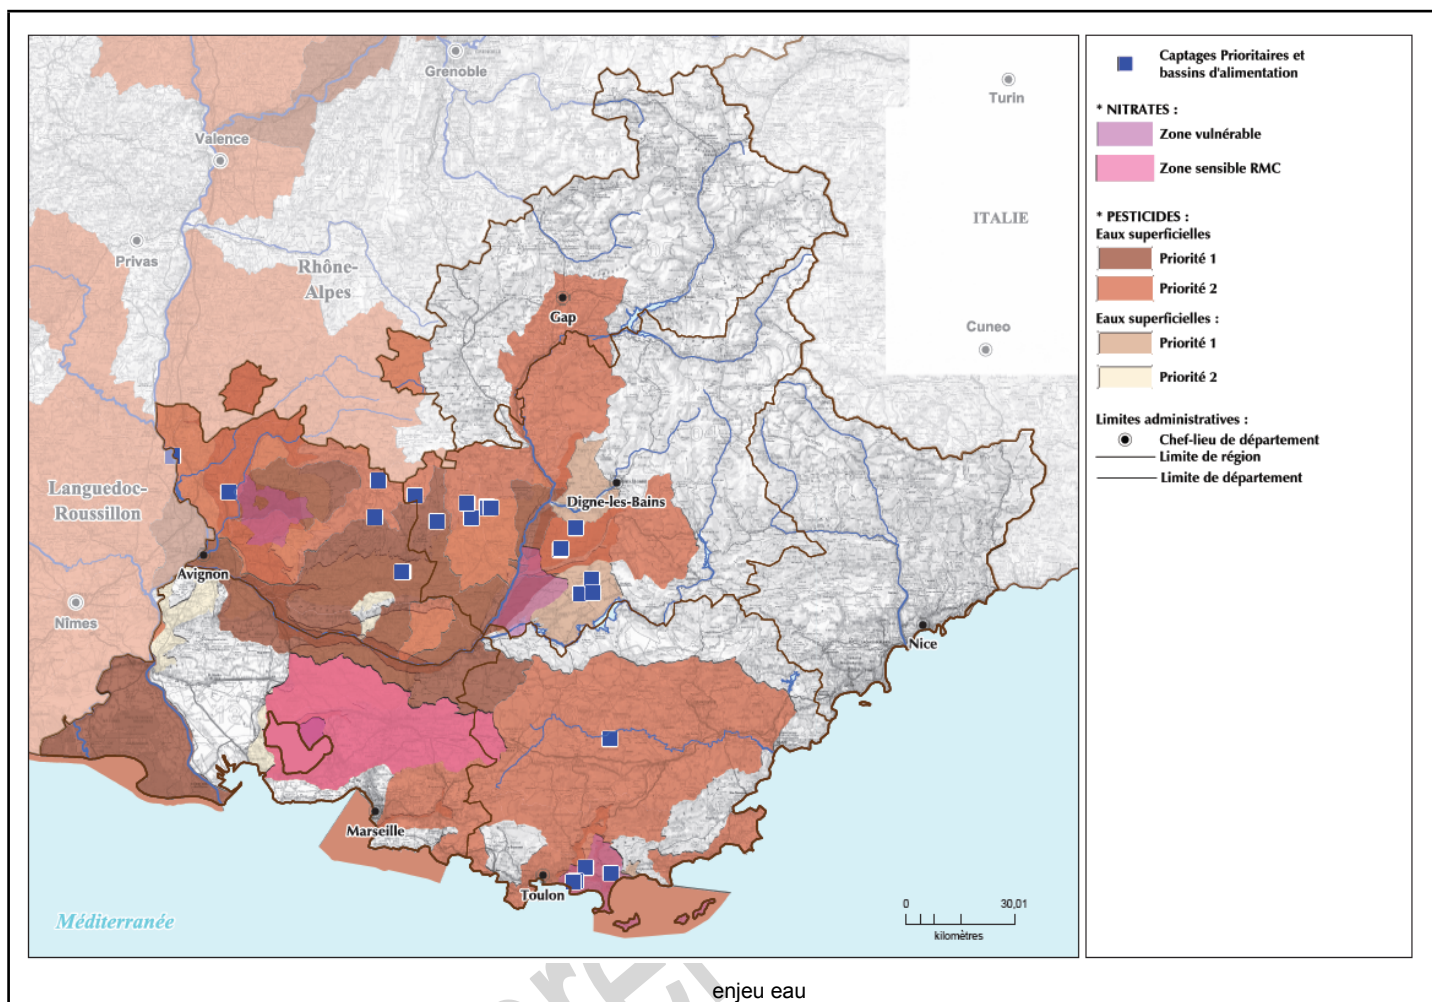 Grenoble
Turin
Valence
ITALIE
Privas
Rhône-
Alpes
Gap
Cuneo
Languedoc-
Roussillon
Digne-les-Bains
Avignon
Nîmes
Nice
Marseille
Toulon
Méditerranée
0 30,01
kilomètres
Captages Prioritaires et
bassins d'alimentation
* NITRATES :
Zone vulnérable
Zone sensible RMC
* PESTICIDES :
Eaux superficielles
Priorité 1
Priorité 2
Eaux superficielles :
Priorité 1
Priorité 2
Limites administratives :
Chef-lieu de département
Limite de région
Limite de département
enjeu eau